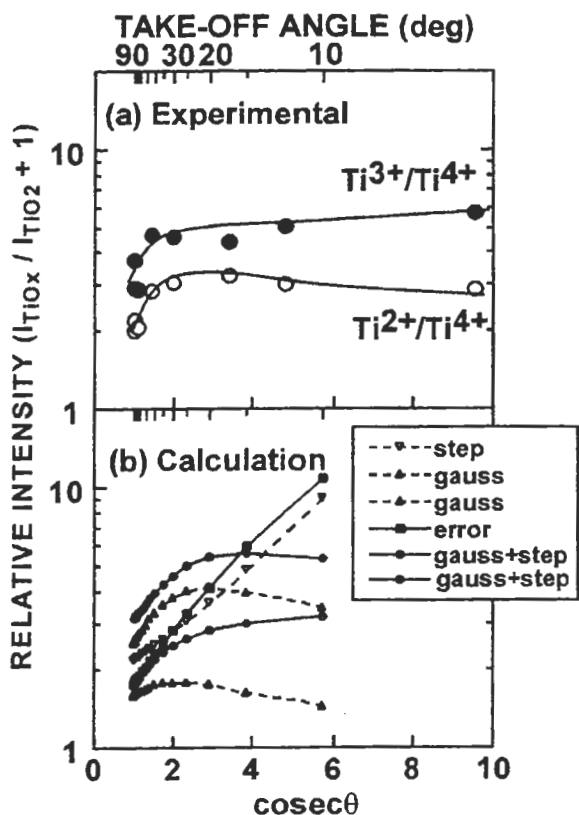 TAKE-OFF ANGLE (deg)
90 30 20 10
(a) Experimental
10
Ti3+/Ti4+
Ti2+/Ti4+
1
RELATIVE INTENSITY (ITiOx / ITiO2 + 1)
(b) Calculation
10
step
gauss
gauss
error
gauss+step
gauss+step
1
0 2 4 6 8 10
cosecθ